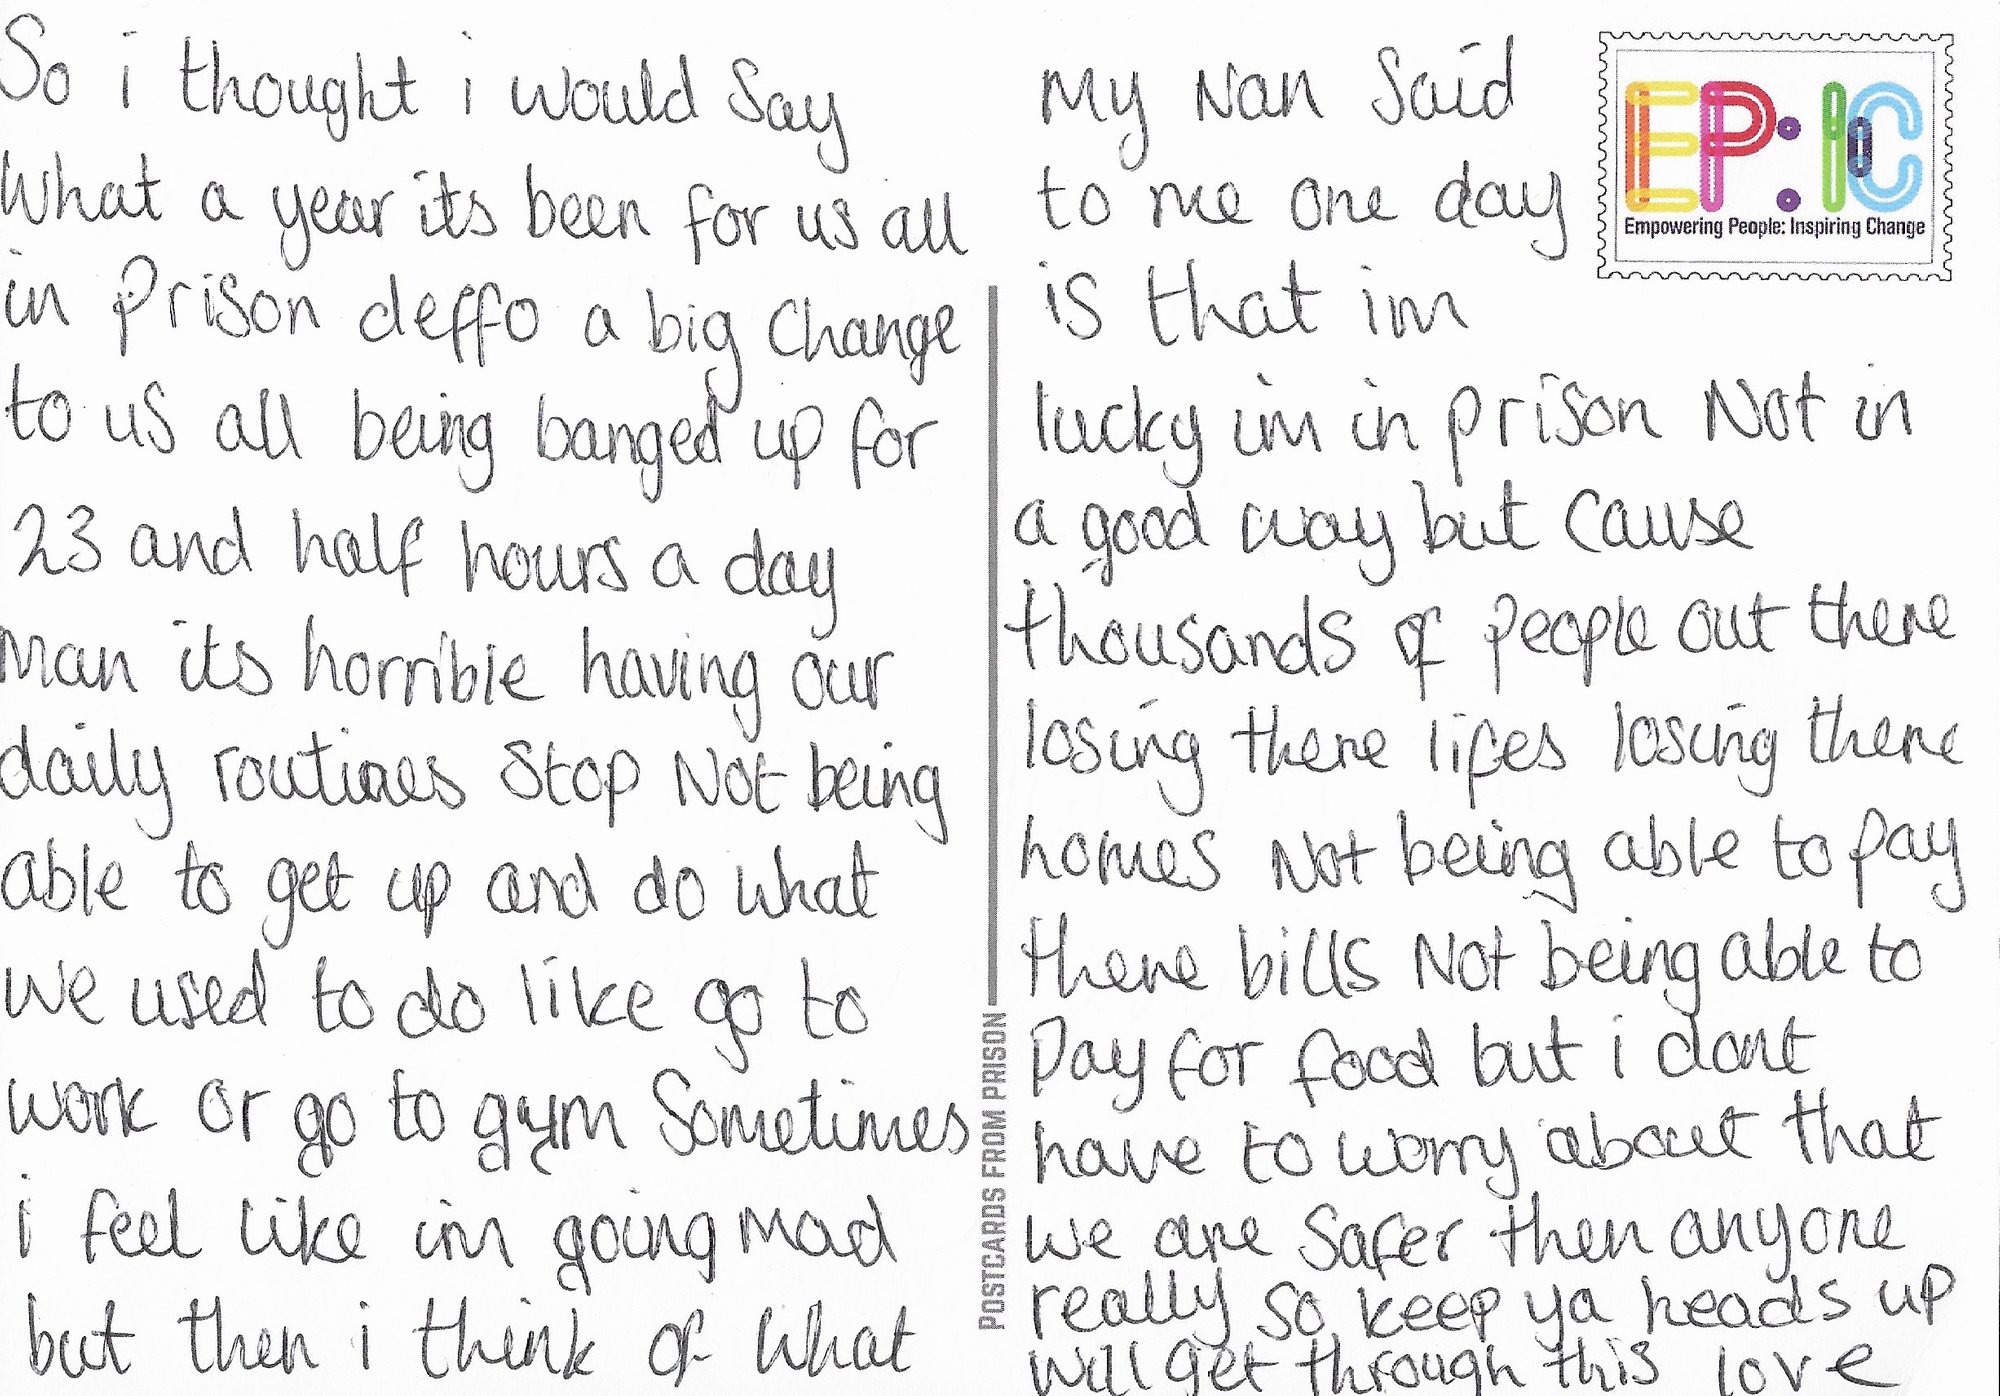 So i thought i would say
What a year its been for us all
in Prison deffo a big Change
to us all being banged up for
23 and half hours a day
Man its horrible having our
daily routines Stop Not being
able to get up and do what
we used to do like go to
work or go to gym Sometimes
i feel like im going Mad
but then i think of what
My Nan Said
to me one day
is that im
lucky im in prison Not in
a good way but cause
thousands of people out there
losing there lifes losing there
homes Not being able to pay
there bills Not being able to
Pay for food but i dont
have to worry about that
we are Safer then anyone
really So keep ya heads up
will get through this love
EP:IC
Empowering People: Inspiring Change
POSTCARDS FROM PRISON